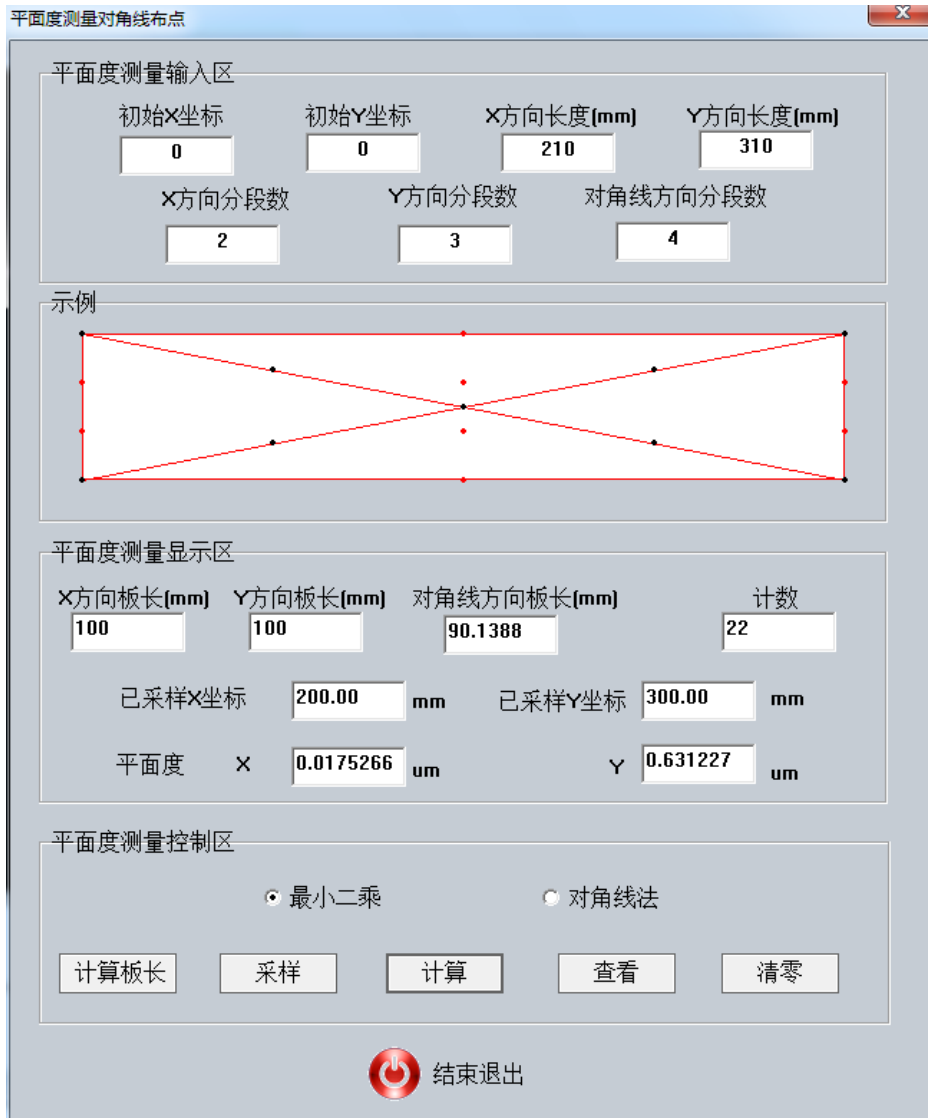 平面度测量对角线布点
x
平面度测量输入区
初始X坐标 初始Y坐标 X方向长度(mm) Y方向长度(mm)
0 0 210 310
X方向分段数 Y方向分段数 对角线方向分段数
2 3 4
示例
平面度测量显示区
X方向板长(mm) Y方向板长(mm) 对角线方向板长(mm) 计数
100 100 90.1388 22
已采样X坐标 200.00 mm 已采样Y坐标 300.00 mm
平面度 X 0.0175266 um Y 0.631227 um
平面度测量控制区
最小二乘 对角线法
计算板长 采样 计算 查看 清零
结束退出